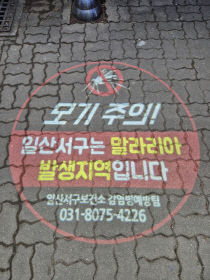 모기 주의!
일산서구는 말라리아
발생지역입니다
일산서구보건소 감염병예방팀
031-8075-4226